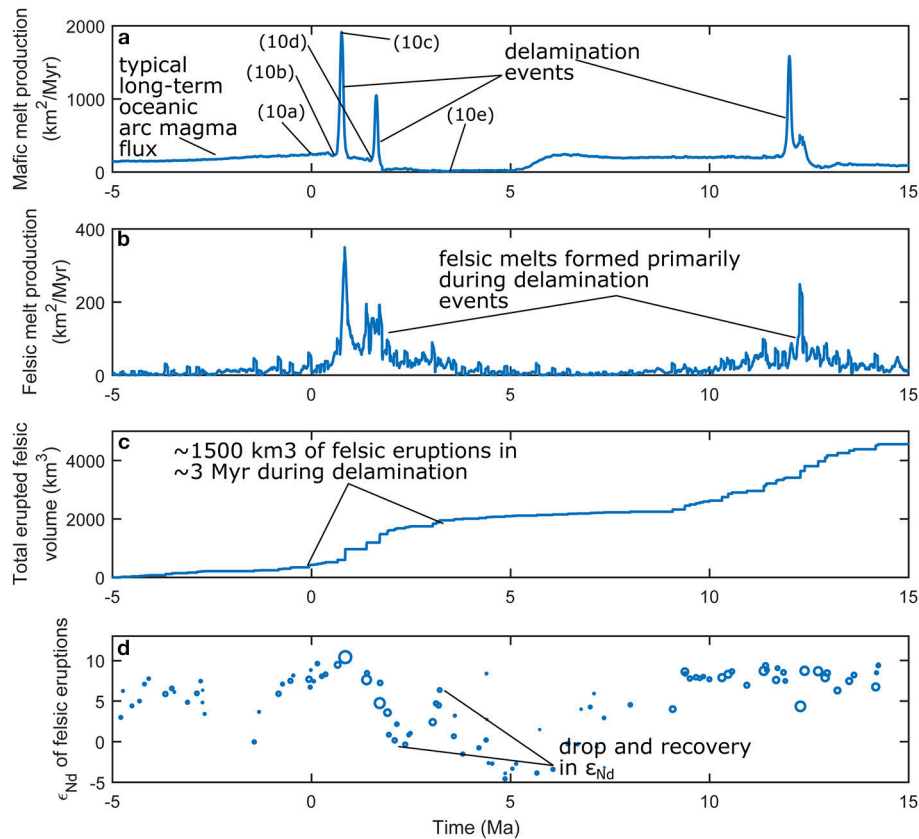 a
Mafic melt production
(km²/Myr)
2000
1000
0
typical
long-term
oceanic
arc magma
flux
(10d)
(10b)
(10a)
(10c)
(10e)
delamination
events
-5 0 5 10 15
b
Felsic melt production
(km²/Myr)
400
200
0
felsic melts formed primarily
during delamination
events
-5 0 5 10 15
c
Total erupted felsic
volume (km³)
4000
2000
0
~1500 km3 of felsic eruptions in
~3 Myr during delamination
-5 0 5 10 15
d
ϵNd of felsic eruptions
10
5
0
-5
drop and recovery
in εNd
-5 0 5 10 15
Time (Ma)